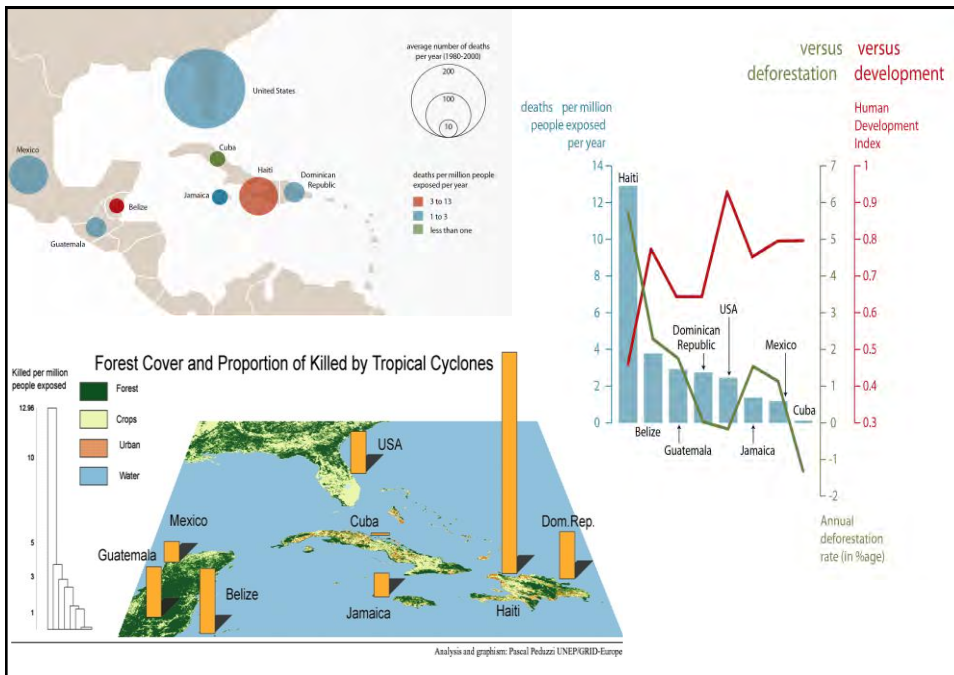 average number of deaths
per year (1980-2000)
200
100
10
United States
Mexico
Cuba
Haiti
Dominican
Republic
Jamaica
Belize
Guatemala
deaths per million people
exposed per year
3 to 13
1 to 3
less than one
versus
deforestation
versus
development
deaths per million
people exposed
per year
Human
Development
Index
14
12
10
8
6
4
2
0
7
6
5
4
3
2
1
0
-1
-2
1
0.9
0.8
0.7
0.6
0.5
0.4
0.3
Haiti
USA
Dominican
Republic
Mexico
Cuba
Belize
Guatemala
Jamaica
Annual
deforestation
rate (in %age)
Forest Cover and Proportion of Killed by Tropical Cyclones
Killed per million
people exposed
12.96
10
5
3
1
Forest
Crops
Urban
Water
USA
Mexico
Cuba
Dom.Rep.
Guatemala
Belize
Jamaica
Haiti
Analysis and graphism: Pascal Peduzzi UNEP/GRID-Europe